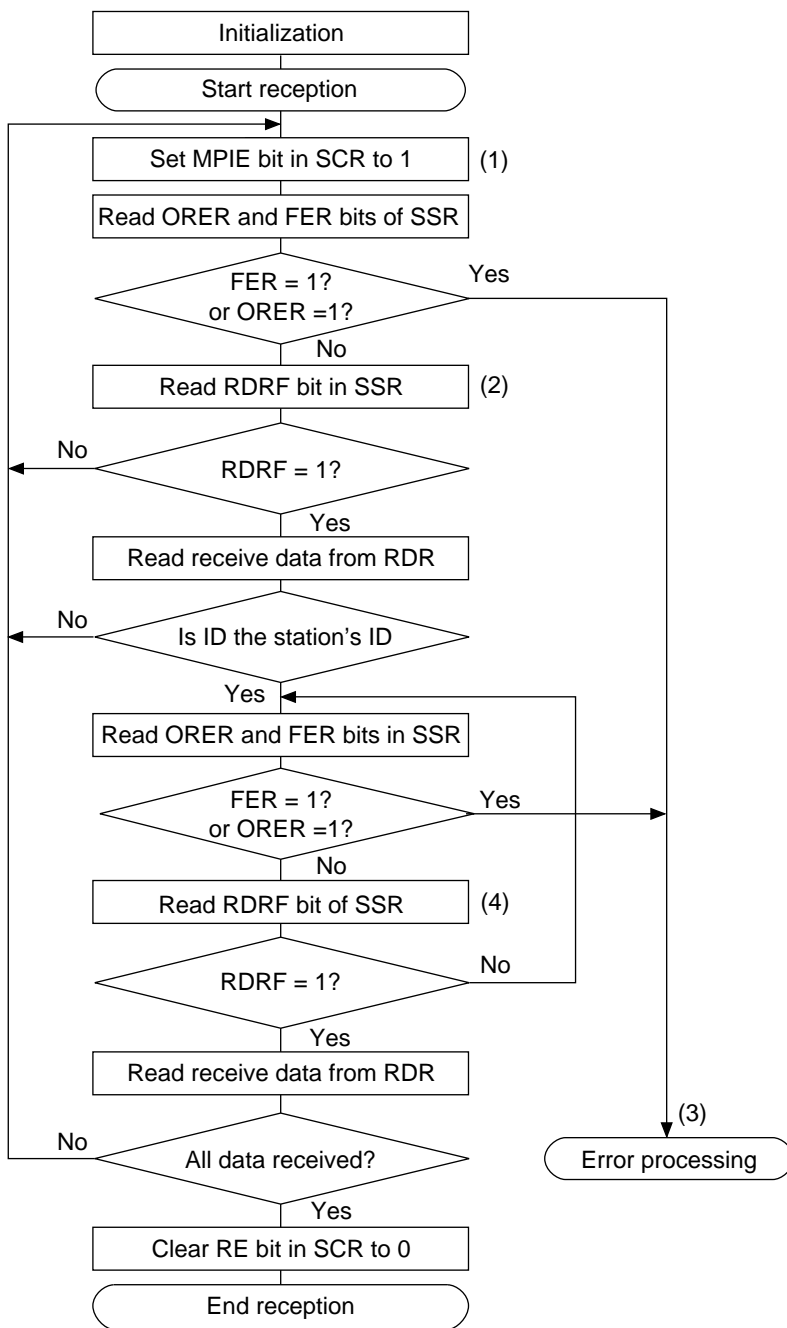 Initialization
Start reception
Set MPIE bit in SCR to 1
(1)
Read ORER and FER bits of SSR
FER = 1?
or ORER =1?
Yes
No
Read RDRF bit in SSR
(2)
No
RDRF = 1?
Yes
Read receive data from RDR
No
Is ID the station's ID
Yes
Read ORER and FER bits in SSR
FER = 1?
or ORER =1?
Yes
No
Read RDRF bit of SSR
(4)
RDRF = 1?
No
Yes
Read receive data from RDR
(3)
No
All data received?
Error processing
Yes
Clear RE bit in SCR to 0
End reception